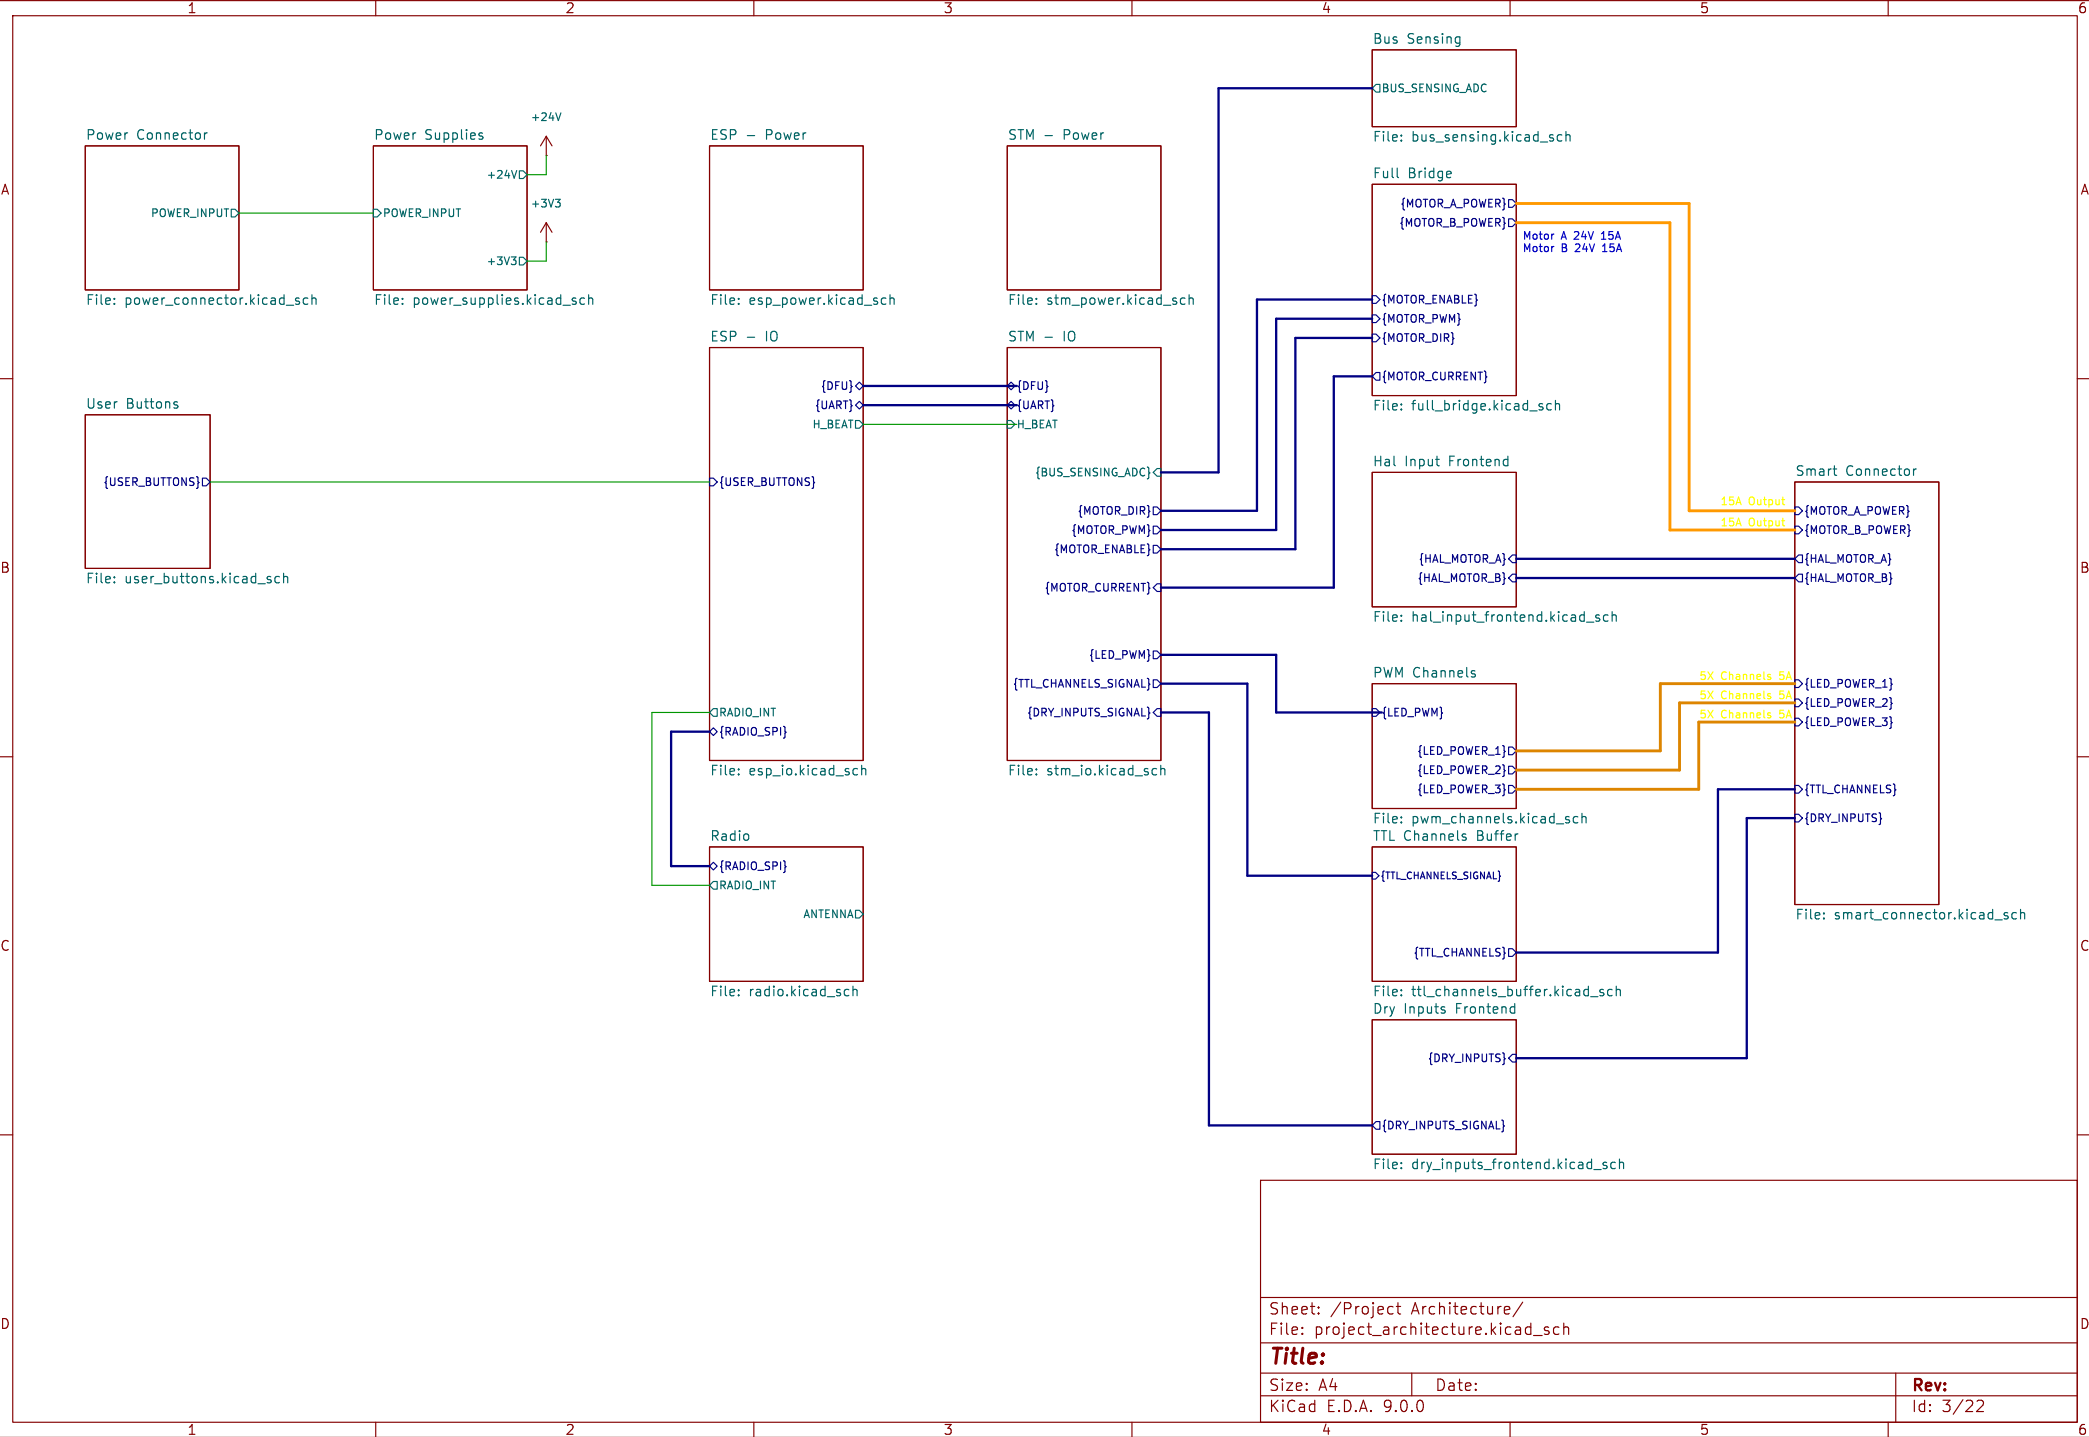 1 2 3 4 5 6
A
B
C
D
A
B
C
D
1 2 3 4 5 6
Power Connector
POWER_INPUT
File: power_connector.kicad_sch
Power Supplies
+24V
+24V
POWER_INPUT
+3V3
+3V3
File: power_supplies.kicad_sch
User Buttons
{USER_BUTTONS}
File: user_buttons.kicad_sch
ESP - Power
File: esp_power.kicad_sch
ESP - IO
{DFU}
{UART}
H_BEAT
{USER_BUTTONS}
RADIO_INT
{RADIO_SPI}
File: esp_io.kicad_sch
Radio
{RADIO_SPI}
RADIO_INT
ANTENNA
File: radio.kicad_sch
STM - Power
File: stm_power.kicad_sch
STM - IO
{DFU}
{UART}
H_BEAT
{BUS_SENSING_ADC}
{MOTOR_DIR}
{MOTOR_PWM}
{MOTOR_ENABLE}
{MOTOR_CURRENT}
{LED_PWM}
{TTL_CHANNELS_SIGNAL}
{DRY_INPUTS_SIGNAL}
File: stm_io.kicad_sch
Bus Sensing
BUS_SENSING_ADC
File: bus_sensing.kicad_sch
Full Bridge
{MOTOR_A_POWER}
{MOTOR_B_POWER}
Motor A 24V 15A
Motor B 24V 15A
{MOTOR_ENABLE}
{MOTOR_PWM}
{MOTOR_DIR}
{MOTOR_CURRENT}
File: full_bridge.kicad_sch
Hal Input Frontend
{HAL_MOTOR_A}
{HAL_MOTOR_B}
File: hal_input_frontend.kicad_sch
PWM Channels
{LED_PWM}
{LED_POWER_1}
{LED_POWER_2}
{LED_POWER_3}
File: pwm_channels.kicad_sch
TTL Channels Buffer
{TTL_CHANNELS_SIGNAL}
{TTL_CHANNELS}
File: ttl_channels_buffer.kicad_sch
Dry Inputs Frontend
{DRY_INPUTS}
{DRY_INPUTS_SIGNAL}
File: dry_inputs_frontend.kicad_sch
Smart Connector
15A Output
{MOTOR_A_POWER}
15A Output
{MOTOR_B_POWER}
{HAL_MOTOR_A}
{HAL_MOTOR_B}
5X Channels 5A
{LED_POWER_1}
5X Channels 5A
{LED_POWER_2}
5X Channels 5A
{LED_POWER_3}
{TTL_CHANNELS}
{DRY_INPUTS}
File: smart_connector.kicad_sch
Sheet: /Project Architecture/
File: project_architecture.kicad_sch
Title:
Size: A4 Date: Rev:
KiCad E.D.A. 9.0.0 Id: 3/22